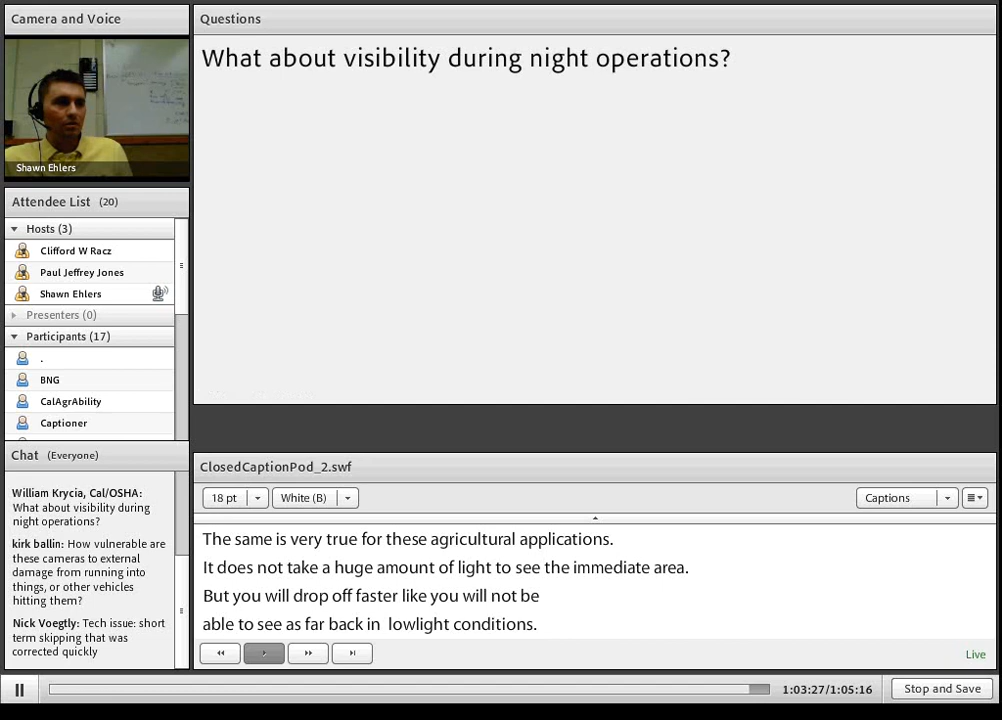 Camera and Voice
Shawn Ehlers
Attendee List (20)
Hosts (3)
Clifford W Racz
Paul Jeffrey Jones
Shawn Ehlers
Presenters (0)
Participants (17)
.
BNG
CalAgrAbility
Captioner
Chat (Everyone)
William Krycia, Cal/OSHA:
What about visibility during
night operations?
kirk ballin: How vulnerable are
these cameras to external
damage from running into
things, or other vehicles
hitting them?
Nick Voegtly: Tech issue: short
term skipping that was
corrected quickly
Questions
What about visibility during night operations?
ClosedCaptionPod_2.swf
18 pt
White (B)
Captions
The same is very true for these agricultural applications.
It does not take a huge amount of light to see the immediate area.
But you will drop off faster like you will not be
able to see as far back in lowlight conditions.
Live
1:03:27/1:05:16
Stop and Save